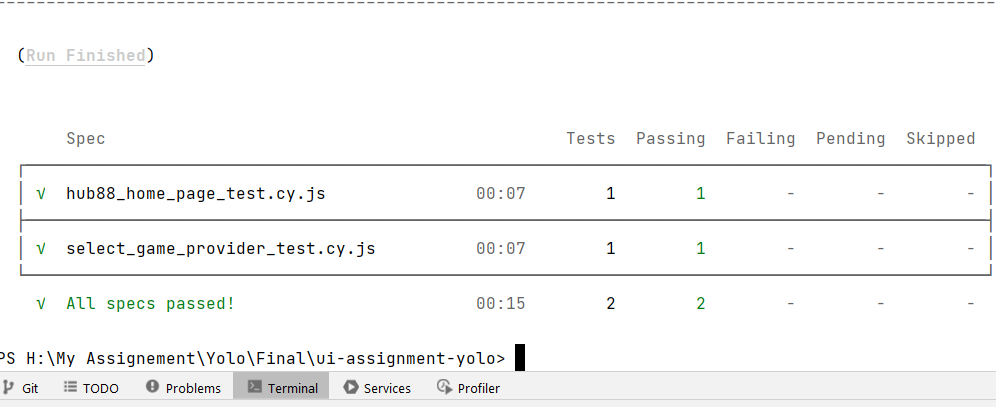 (Run Finished)
Spec Tests Passing Failing Pending Skipped
√ hub88_home_page_test.cy.js 00:07 1 1 - - -
√ select_game_provider_test.cy.js 00:07 1 1 - - -
√ All specs passed! 00:15 2 2 - - -
PS H:\My Assignement\Yolo\Final\ui-assignment-yolo>
Git TODO Problems Terminal Services Profiler